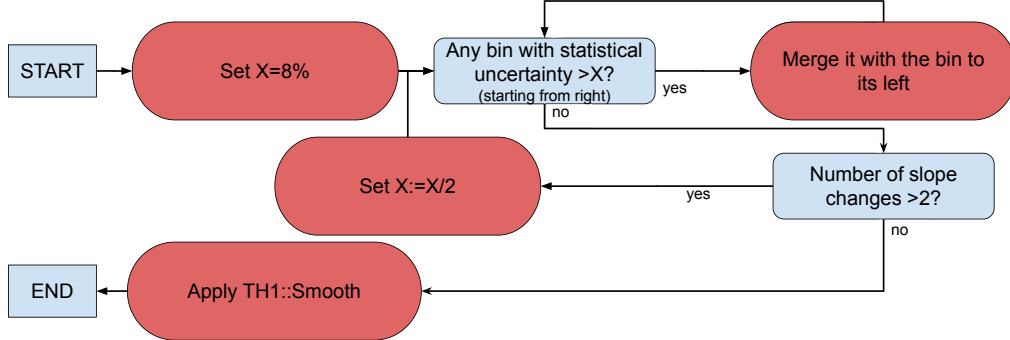 START
Set X=8%
Any bin with statistical
uncertainty >X?
(starting from right)
yes
Merge it with the bin to
its left
no
Set X:=X/2
yes
Number of slope
changes >2?
no
END
Apply TH1::Smooth